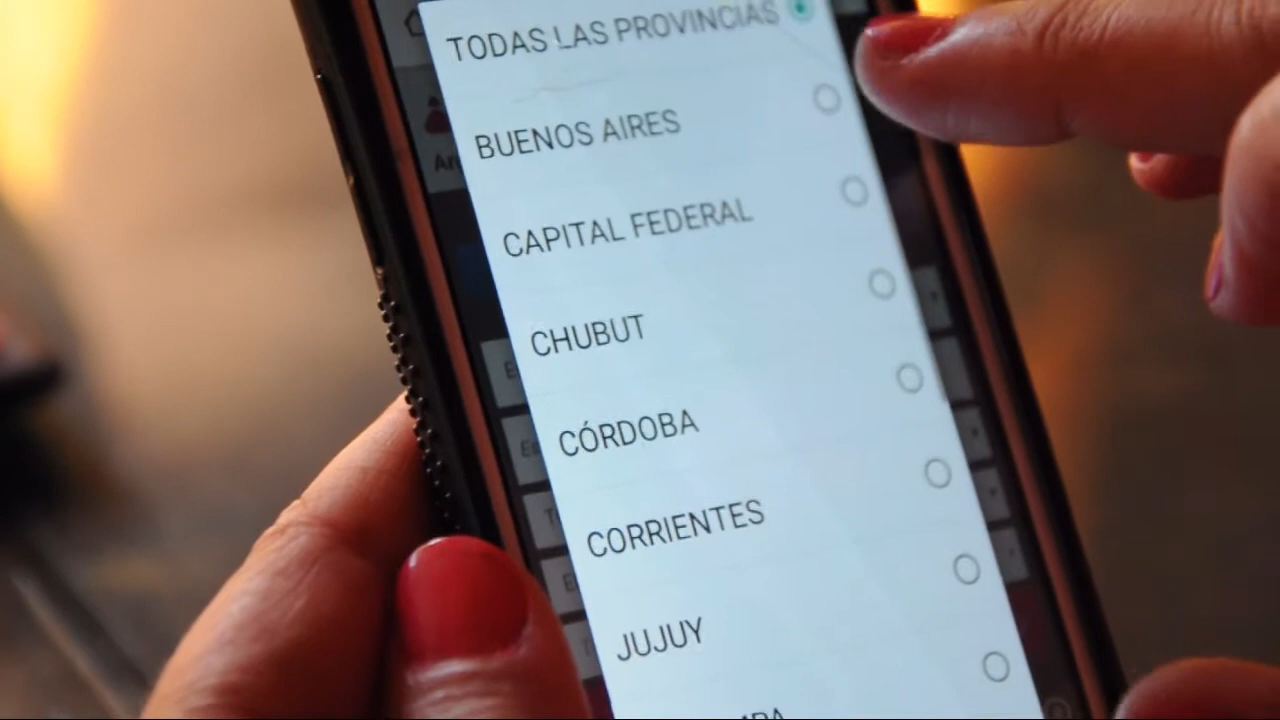 TODAS LAS PROVINCIAS
BUENOS AIRES
CAPITAL FEDERAL
CHUBUT
CÓRDOBA
CORRIENTES
JUJUY